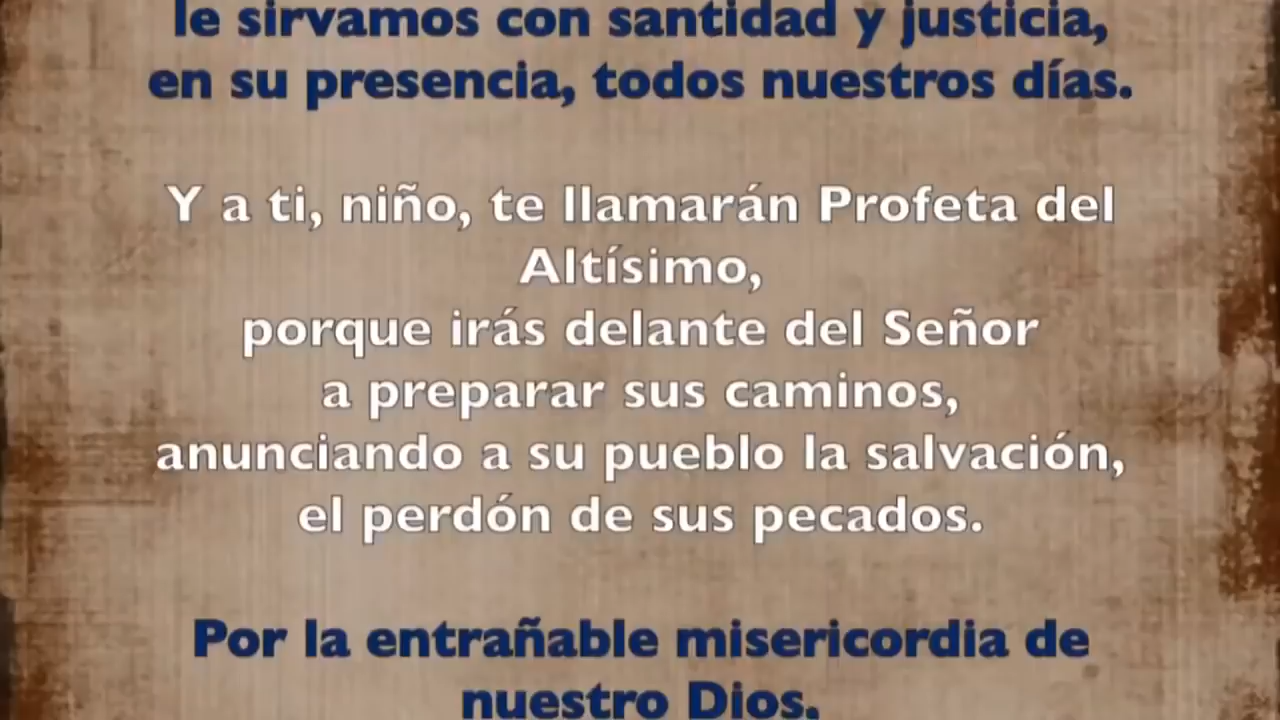 le sirvamos con santidad y justicia,
en su presencia, todos nuestros días.
Y a ti, niño, te llamarán Profeta del
Altísimo,
porque irás delante del Señor
a preparar sus caminos,
anunciando a su pueblo la salvación,
el perdón de sus pecados.
Por la entrañable misericordia de
nuestro Dios,